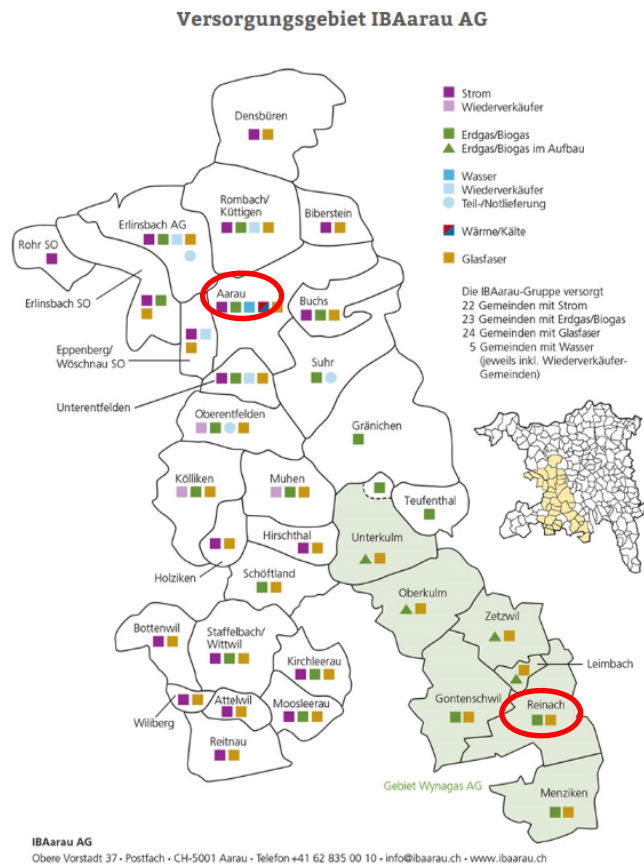 Versorgungsgebiet IBAarau AG
Strom
Wiederverkäufer
Erdgas/Biogas
Erdgas/Biogas im Aufbau
Wasser
Wiederverkäufer
Teil-/Notlieferung
Wärme/Kälte
Glasfaser
Die IBAarau-Gruppe versorgt
22 Gemeinden mit Strom
23 Gemeinden mit Erdgas/Biogas
24 Gemeinden mit Glasfaser
5 Gemeinden mit Wasser
(jeweils inkl. Wiederverkäufer-
Gemeinden)
Densbüren
Rombach/
Küttigen
Biberstein
Erlinsbach AG
Rohr SO
Erlinsbach SO
Aarau
Buchs
Eppenberg/
Wöschnau SO
Suhr
Unterentfelden
Oberentfelden
Gränichen
Kölliken
Muhen
Teufenthal
Hirschthal
Unterkulm
Holziken
Schöftland
Oberkulm
Zetzwil
Bottenwil
Staffelbach/
Wittwil
Kirchleerau
Leimbach
Wiliberg
Attelwil
Moosleerau
Gontenschwil
Reinach
Reitnau
Gebiet Wynagas AG
Menziken
IBAarau AG
Obere Vorstadt 37 • Postfach • CH-5001 Aarau • Telefon +41 62 835 00 10 • info@ibaarau.ch • www.ibaarau.ch